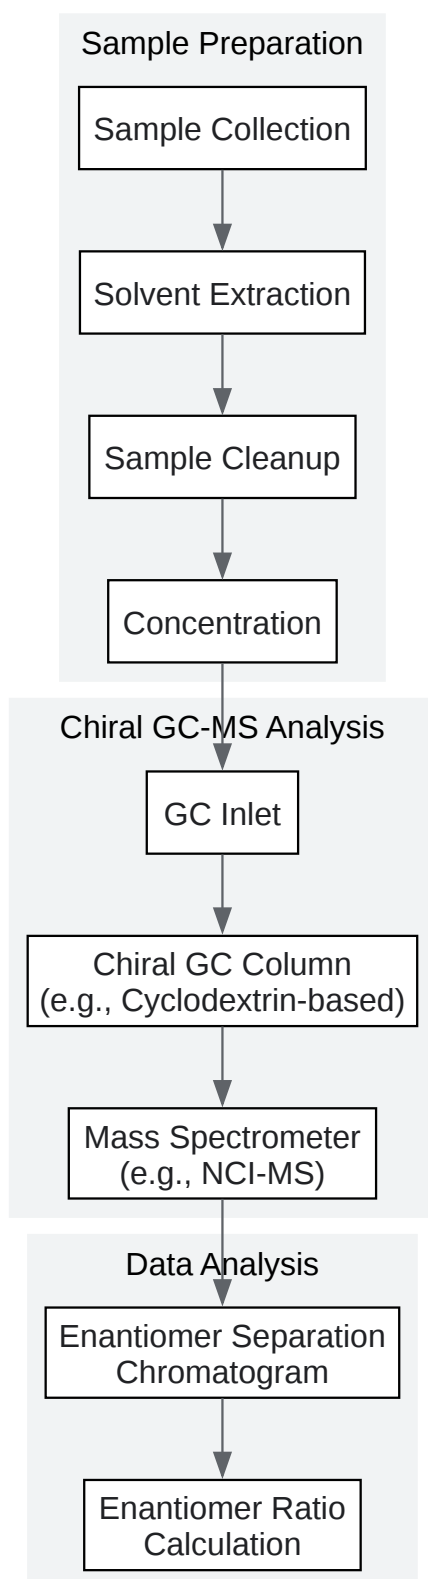 Sample Preparation
Sample Collection
Solvent Extraction
Sample Cleanup
Concentration
Chiral GC-MS Analysis
GC Inlet
Chiral GC Column
(e.g., Cyclodextrin-based)
Mass Spectrometer
(e.g., NCI-MS)
Data Analysis
Enantiomer Separation
Chromatogram
Enantiomer Ratio
Calculation